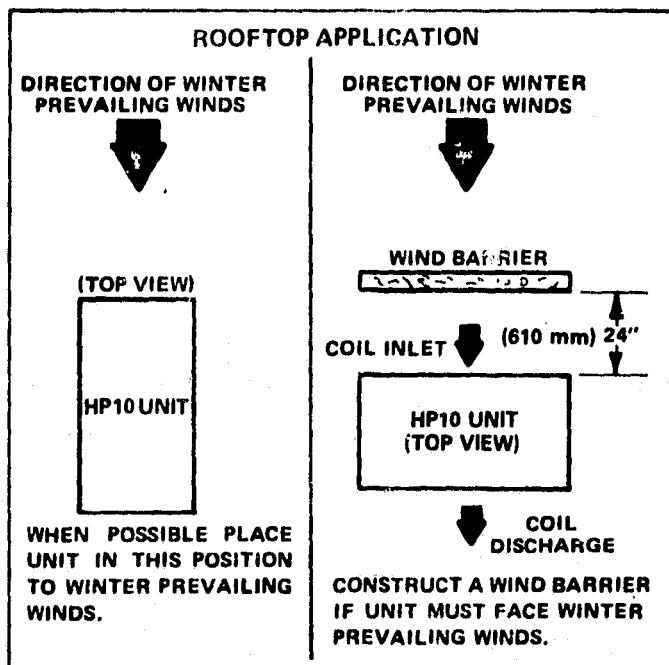 ROOFTOP APPLICATION
DIRECTION OF WINTER
PREVAILING WINDS
(TOP VIEW)
HP10 UNIT
WHEN POSSIBLE PLACE
UNIT IN THIS POSITION
TO WINTER PREVAILING
WINDS.
DIRECTION OF WINTER
PREVAILING WINDS
WIND BARRIER
COIL INLET
(610 mm) 24"
HP10 UNIT
(TOP VIEW)
COIL
DISCHARGE
CONSTRUCT A WIND BARRIER
IF UNIT MUST FACE WINTER
PREVAILING WINDS.